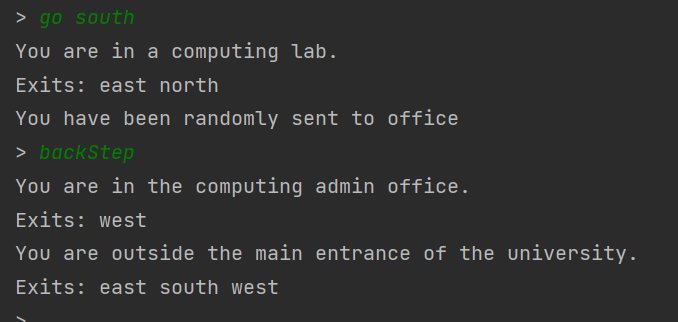 > go south
You are in a computing lab.
Exits: east north
You have been randomly sent to office
> backStep
You are in the computing admin office.
Exits: west
You are outside the main entrance of the university.
Exits: east south west
>